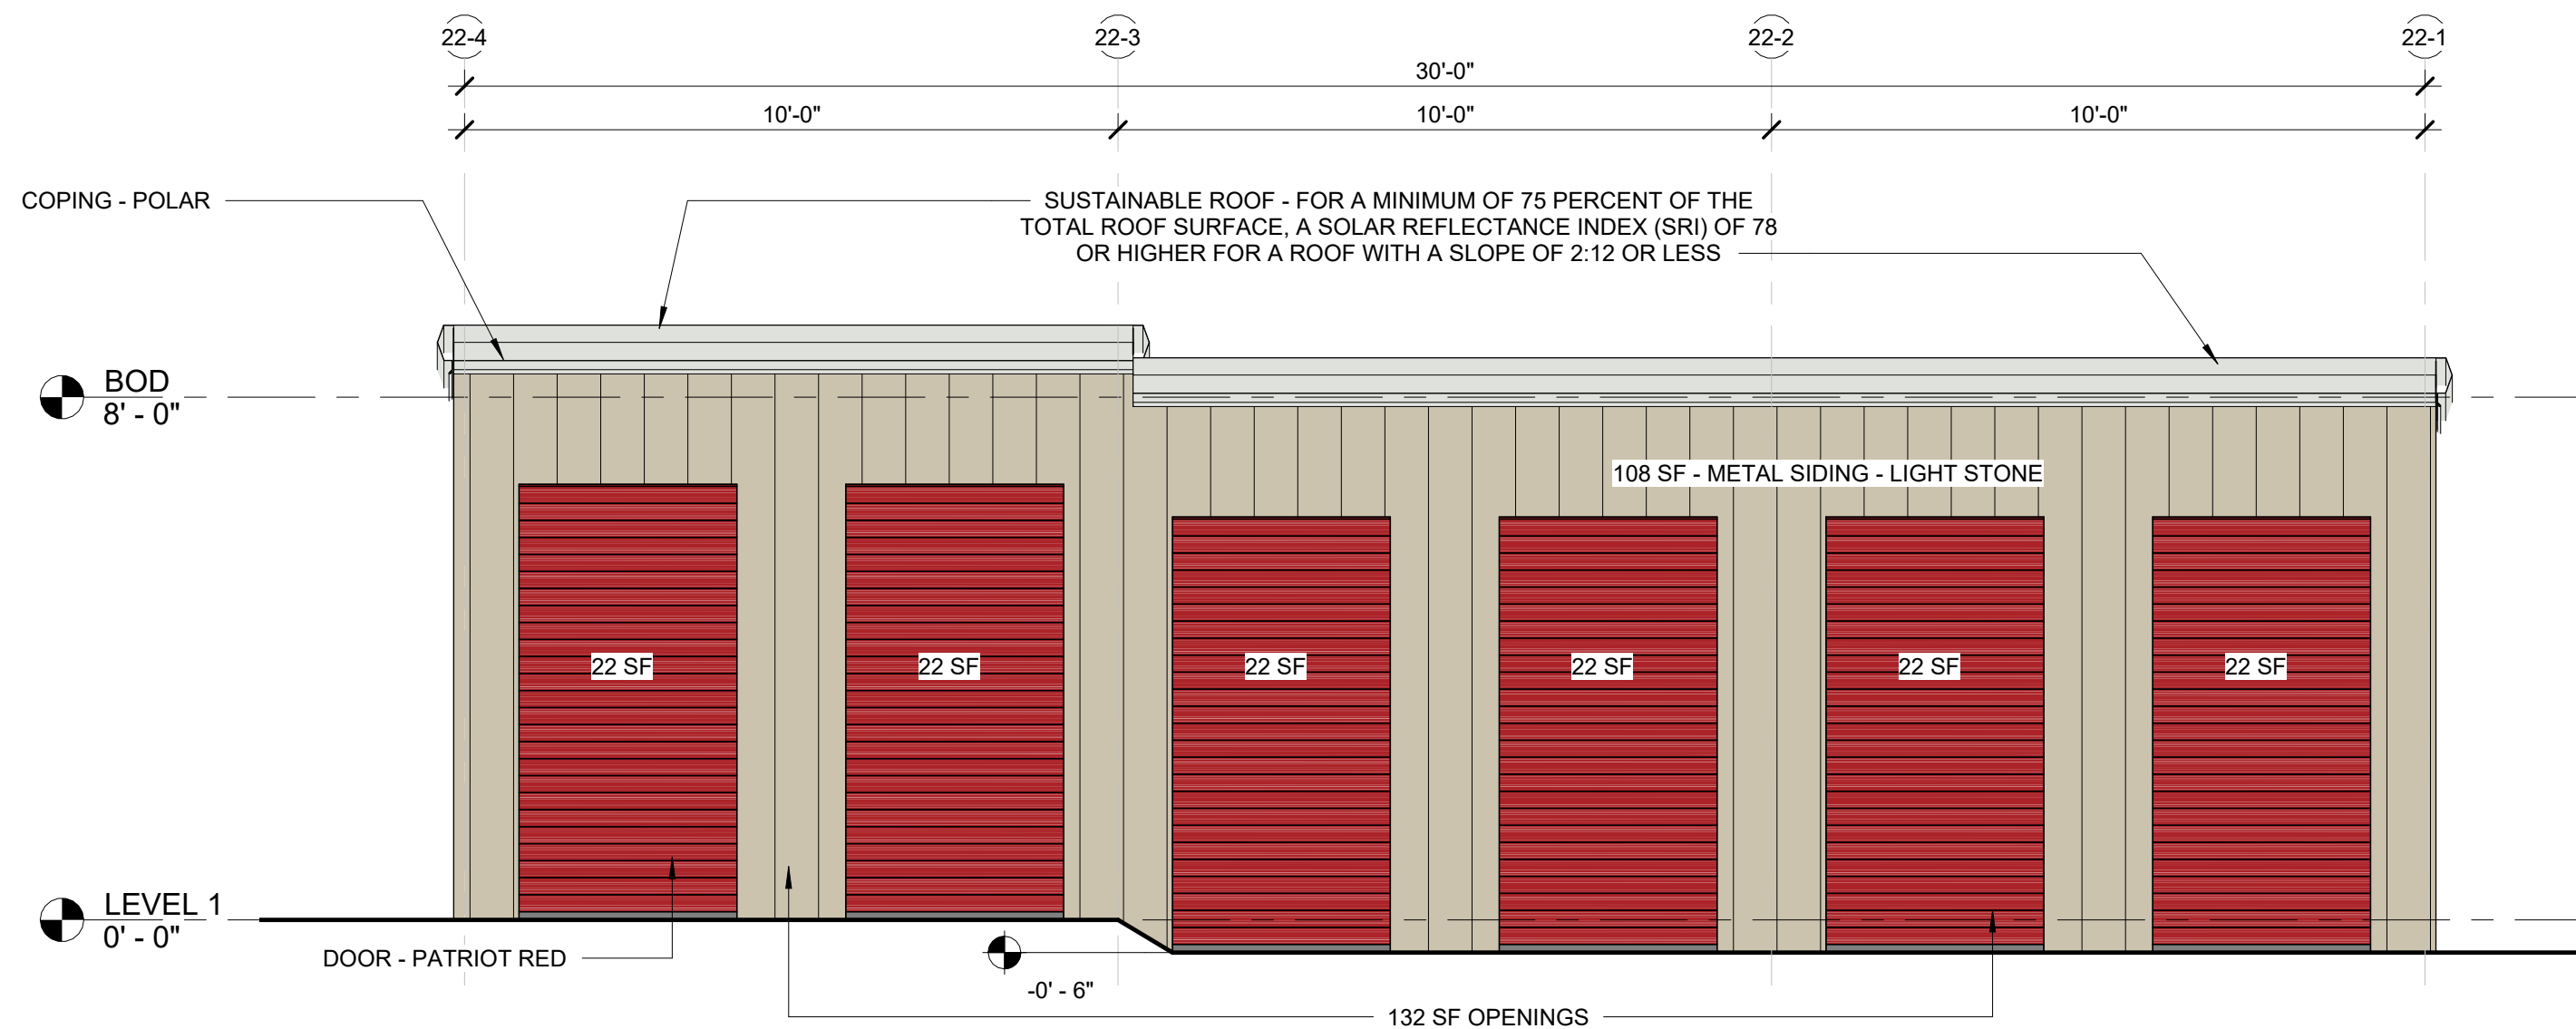 22-4
22-3
22-2
22-1
30'-0"
10'-0"
10'-0"
10'-0"
COPING - POLAR
SUSTAINABLE ROOF - FOR A MINIMUM OF 75 PERCENT OF THE
TOTAL ROOF SURFACE, A SOLAR REFLECTANCE INDEX (SRI) OF 78
OR HIGHER FOR A ROOF WITH A SLOPE OF 2:12 OR LESS
BOD
8' - 0"
108 SF - METAL SIDING - LIGHT STONE
22 SF
22 SF
22 SF
22 SF
22 SF
22 SF
LEVEL 1
0' - 0"
DOOR - PATRIOT RED
-0' - 6"
132 SF OPENINGS